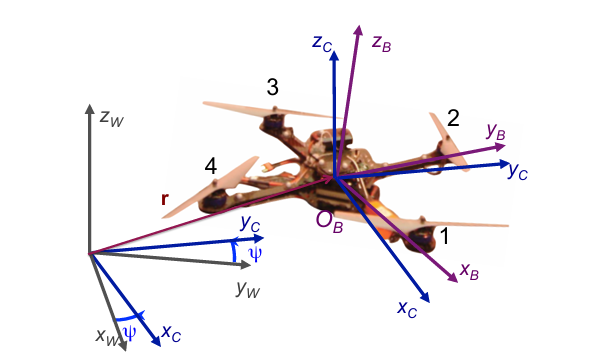 z_C
z_B
3
2
z_W
y_B
4
y_C
r
O_B
y_C
1
ψ
x_B
y_W
x_C
x_W
ψ
x_C